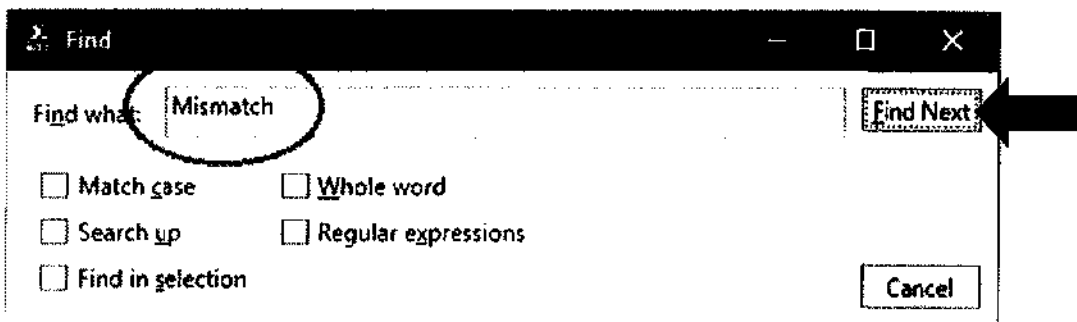 Find
Find what: Mismatch Find Next
Match case Whole word
Search up Regular expressions
Find in selection
Cancel